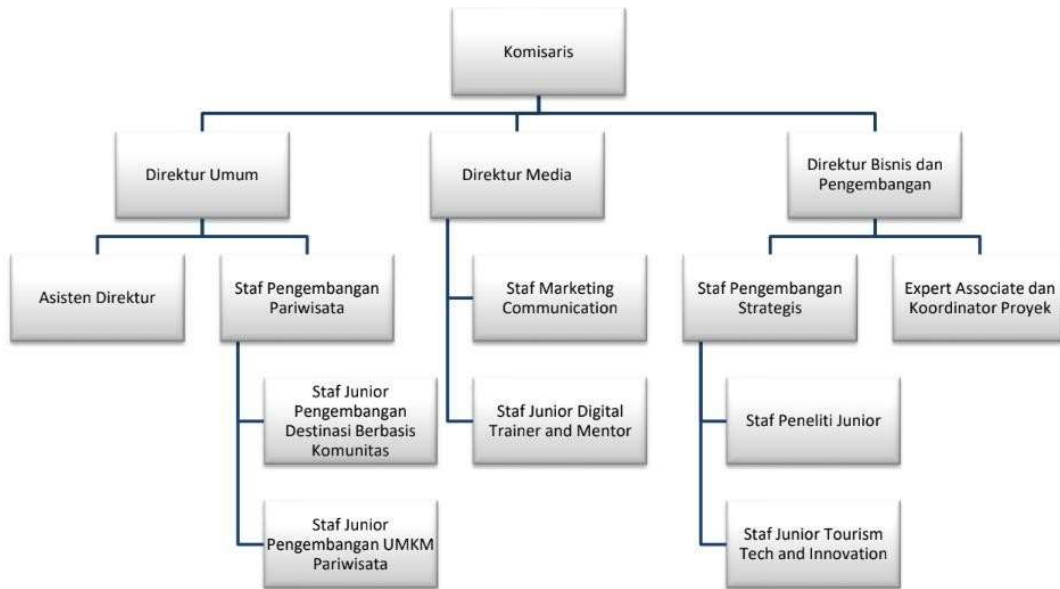 Komisaris
Direktur Umum
Direktur Media
Direktur Bisnis dan
Pengembangan
Asisten Direktur
Staf Pengembangan
Pariwisata
Staf Marketing
Communication
Staf Pengembangan
Strategis
Expert Associate dan
Koordinator Proyek
Staf Junior
Pengembangan
Destinasi Berbasis
Komunitas
Staf Junior Digital
Trainer and Mentor
Staf Peneliti Junior
Staf Junior
Pengembangan UMKM
Pariwisata
Staf Junior Tourism
Tech and Innovation